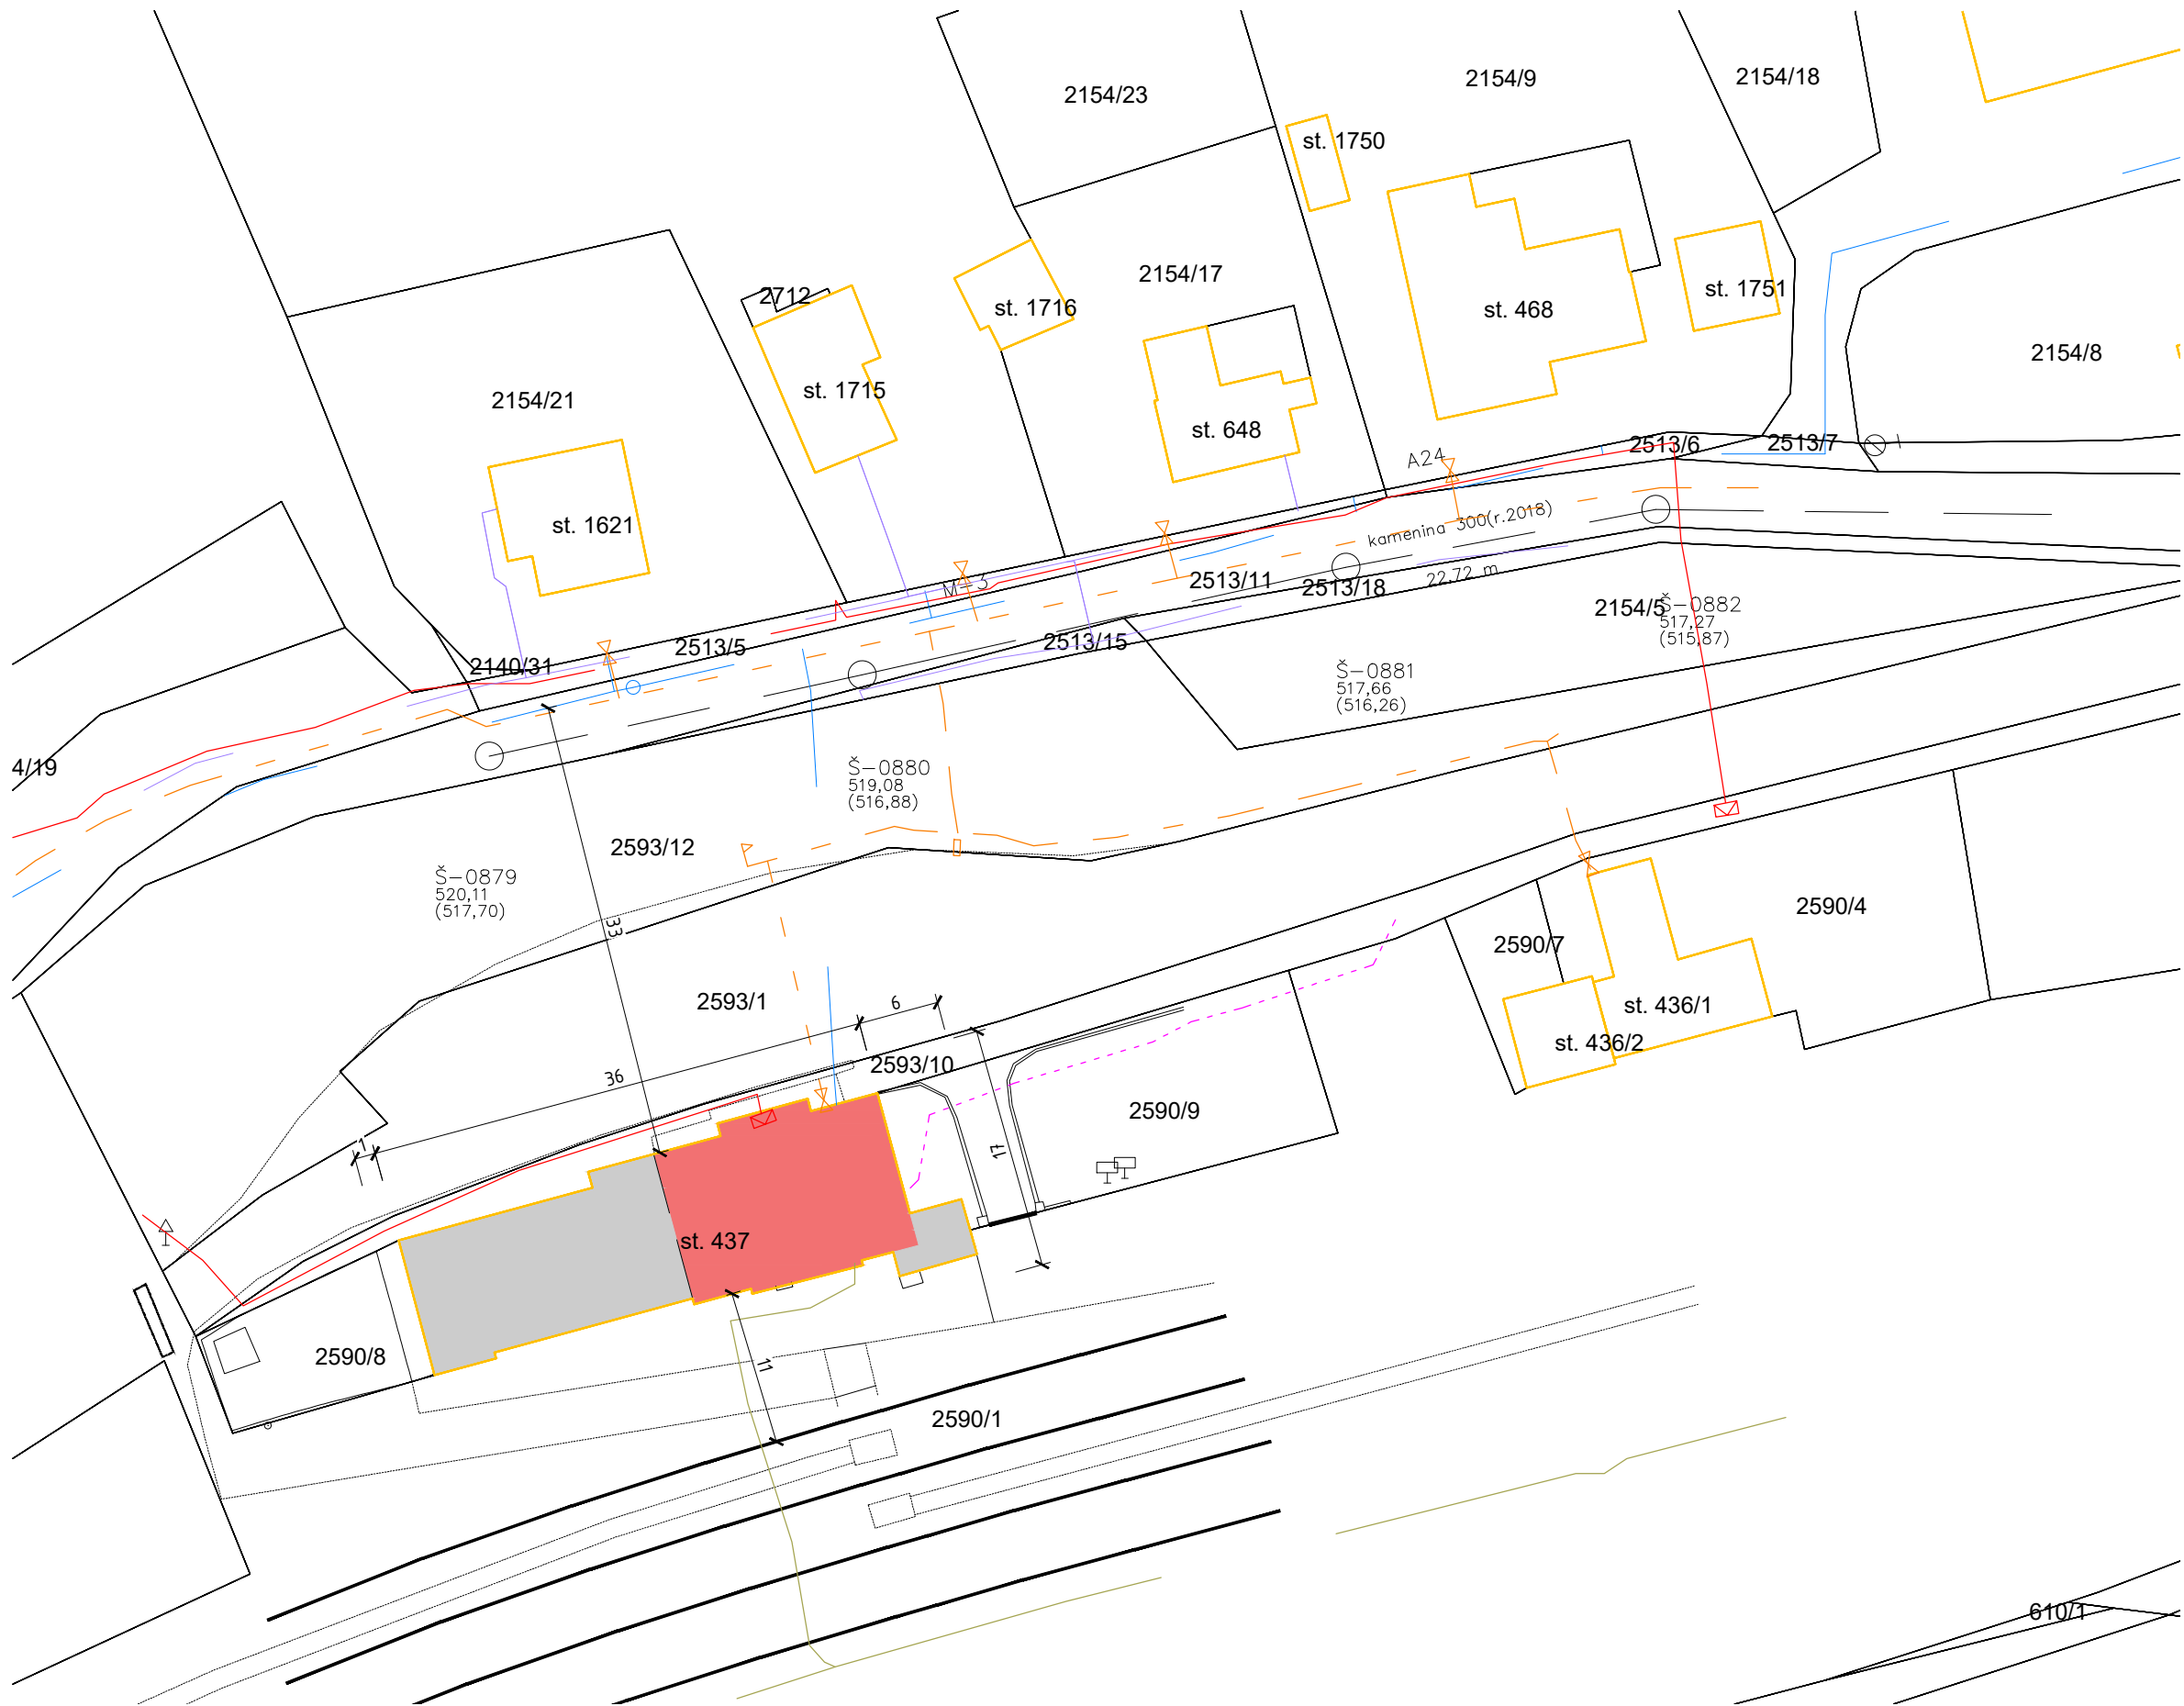 2154/23
2154/9
2154/18
st. 1750
2154/17
2712
st. 1716
st. 468
st. 1751
2154/8
2154/21
st. 1715
st. 648
A24
2513/6
2513/7
st. 1621
kamenina 300(r.2018)
M=3
2513/11
2513/18
22,72 m
2154/5
Š-0882
517,27
(515,87)
2513/5
2513/15
2140/31
Š-0881
517,66
(516,26)
4/19
Š-0880
519,08
(516,88)
2593/12
Š-0879
520,11
(517,70)
33
2590/4
2590/7
2593/1
6
st. 436/1
st. 436/2
2593/10
36
2590/9
1
17
st. 437
2590/8
11
2590/1
610/1